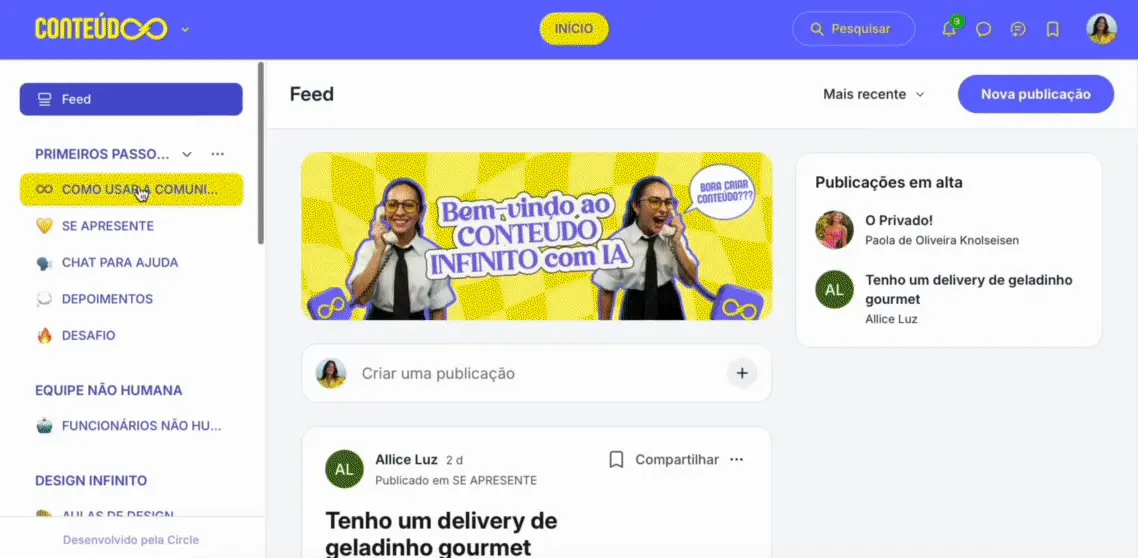 CONTEÚDO
INÍCIO
Pesquisar
9
Feed
PRIMEIROS PASSO...
COMO USAR A COMUNI...
SE APRESENTE
CHAT PARA AJUDA
DEPOIMENTOS
DESAFIO
EQUIPE NÃO HUMANA
FUNCIONÁRIOS NÃO HU...
DESIGN INFINITO
AULAS DE DESIGN
Desenvolvido pela Circle
Feed
Mais recente
Nova publicação
Bem-vindo ao
CONTEÚDO
INFINITO com IA
BORA CRIAR
CONTEÚDO???
Criar uma publicação
AL
Allice Luz 2 d
Publicado em SE APRESENTE
Compartilhar
Tenho um delivery de
geladinho gourmet
Publicações em alta
O Privado!
Paola de Oliveira Knolseisen
AL
Tenho um delivery de geladinho
gourmet
Allice Luz